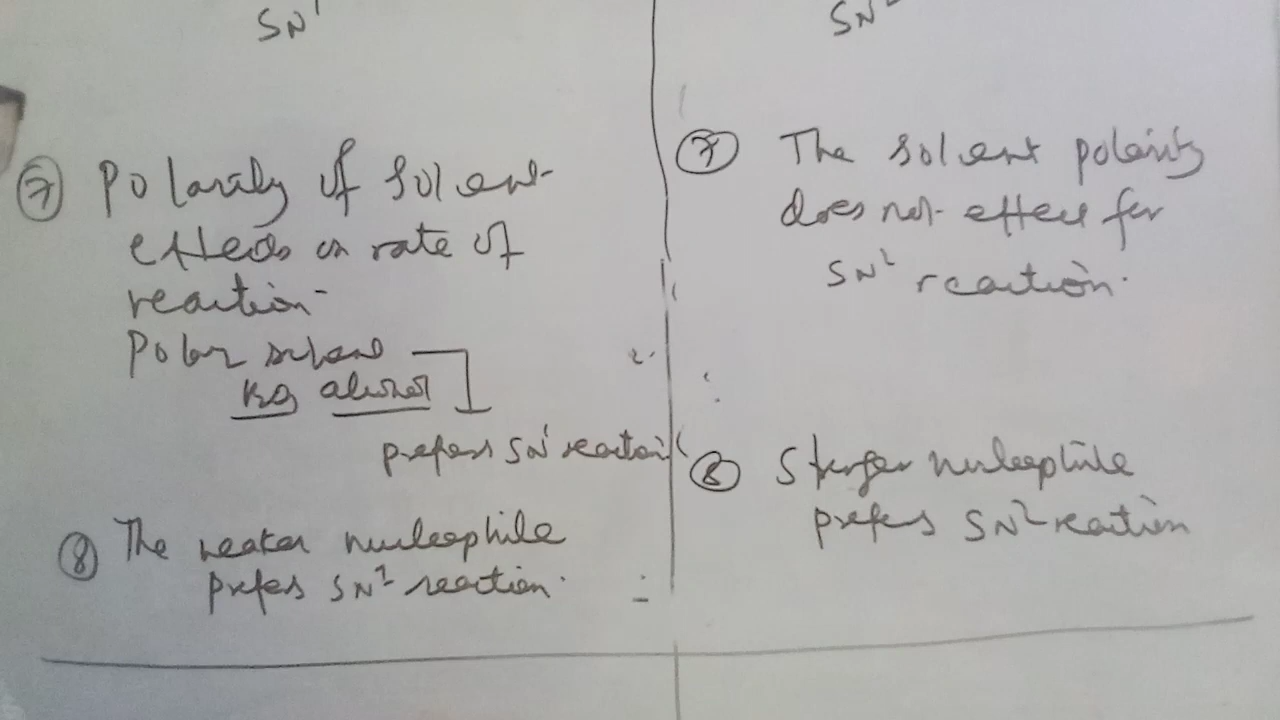 SN¹
⑦ Polarity of solvent
effects on rate of
reaction-
Polar solvent
eg alcohol
prefers SN¹ reaction
⑧ The weaker nucleophile
prefers SN² reaction.
SN²
⑦ The solvent polarity
does not effect for
SN² reaction.
⑧ Stronger nucleophile
prefers SN² reaction